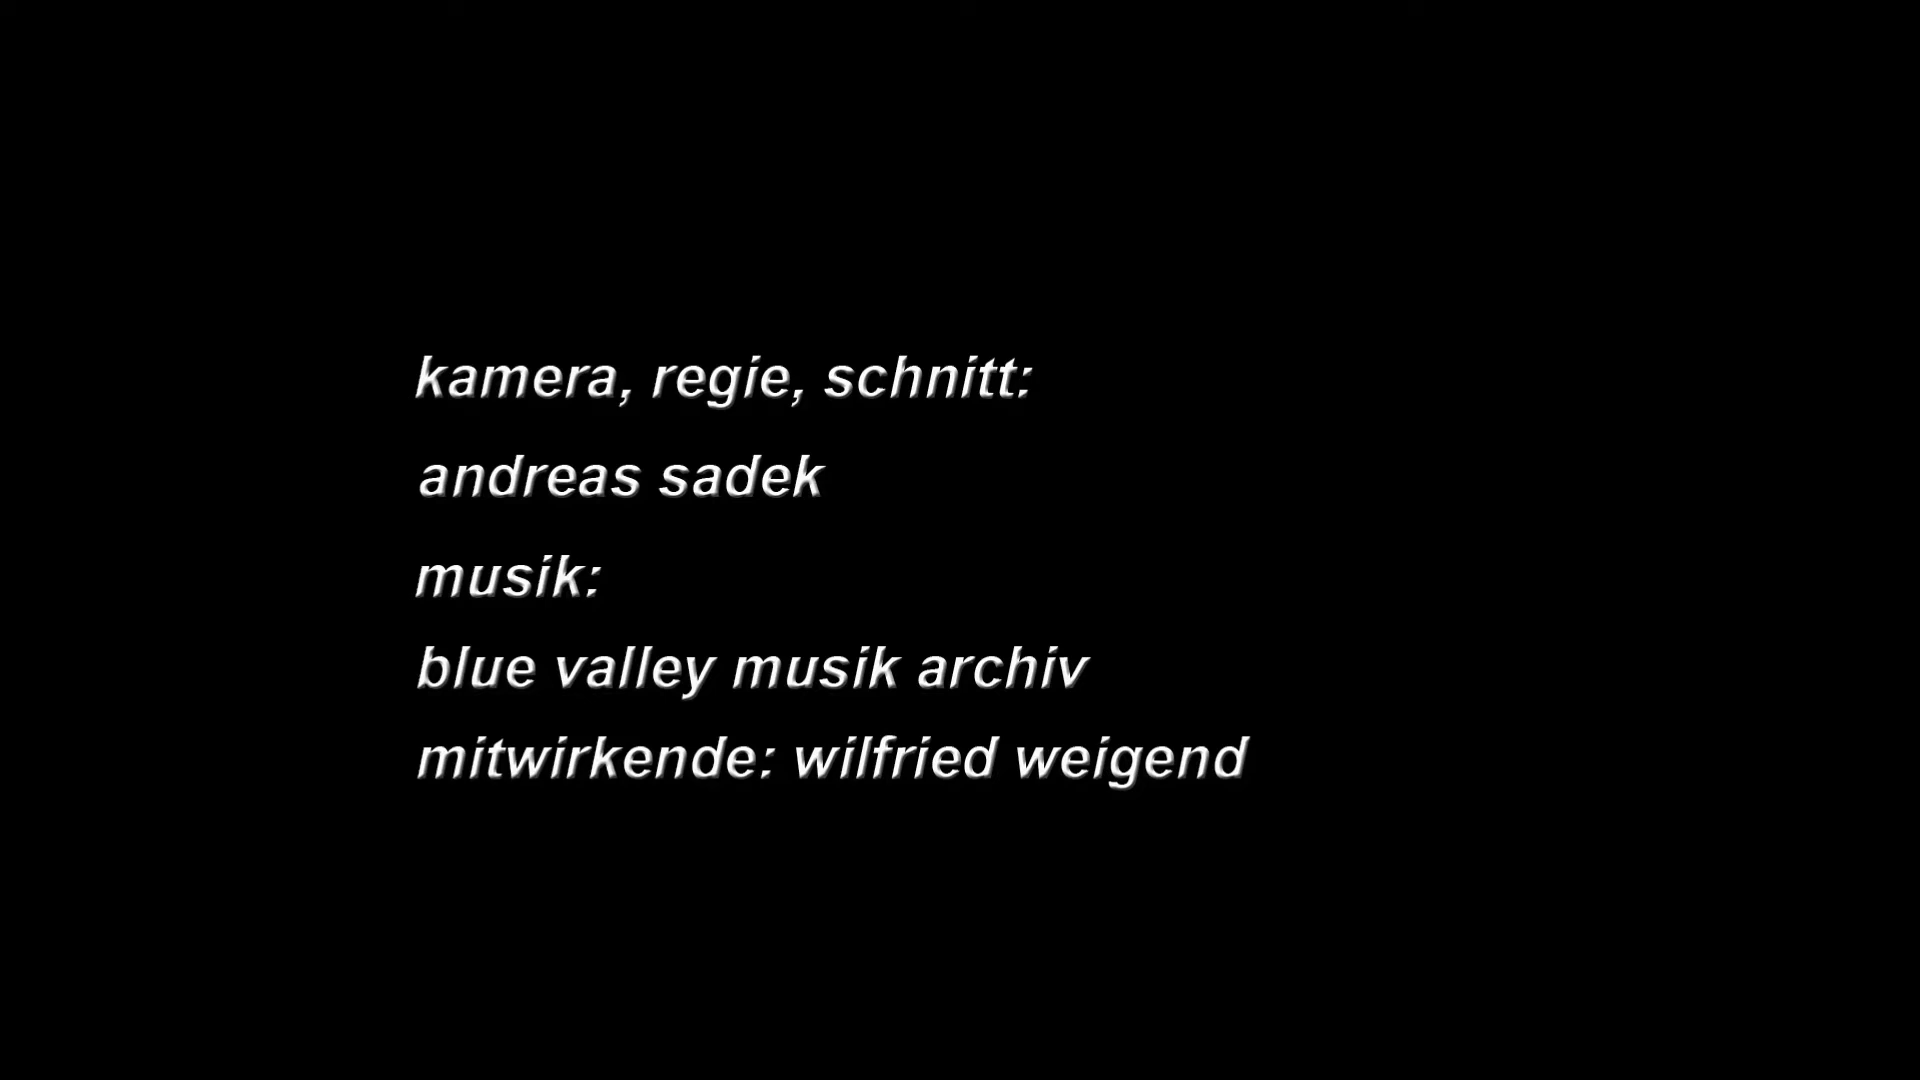 kamera, regie, schnitt:
andreas sadek
musik:
blue valley musik archiv
mitwirkende: wilfried weigend